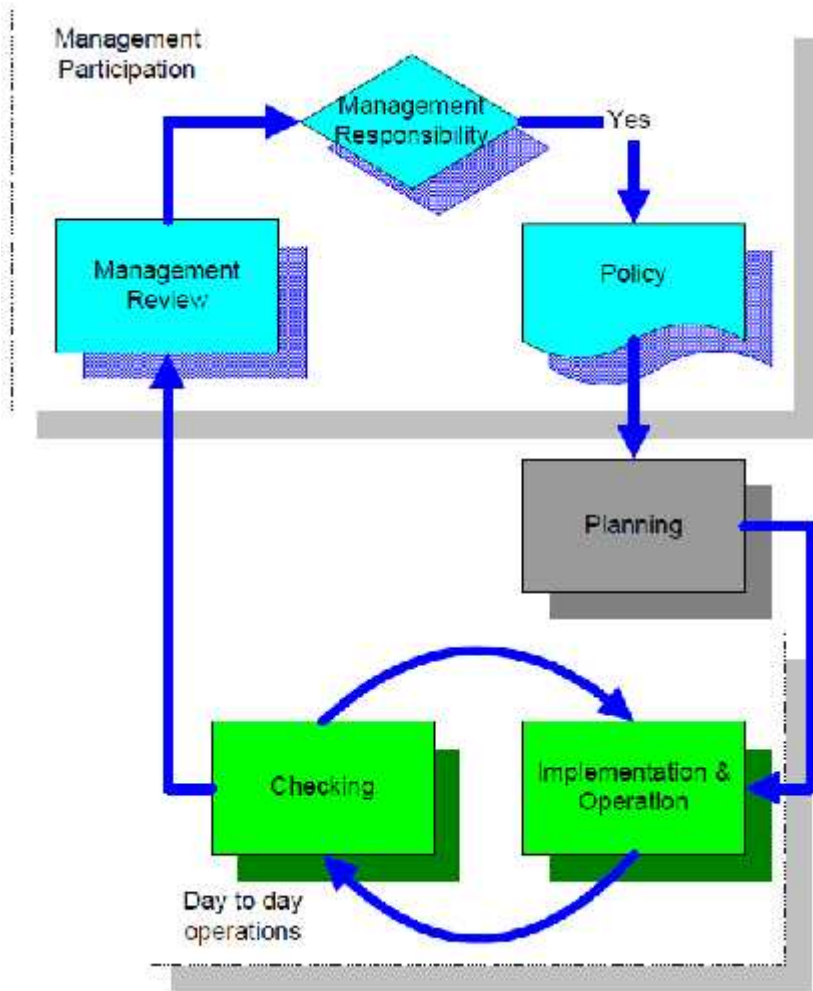 Management
Participation
Management
Responsibility
Yes
Management
Review
Policy
Planning
Checking
Implementation &
Operation
Day to day
operations